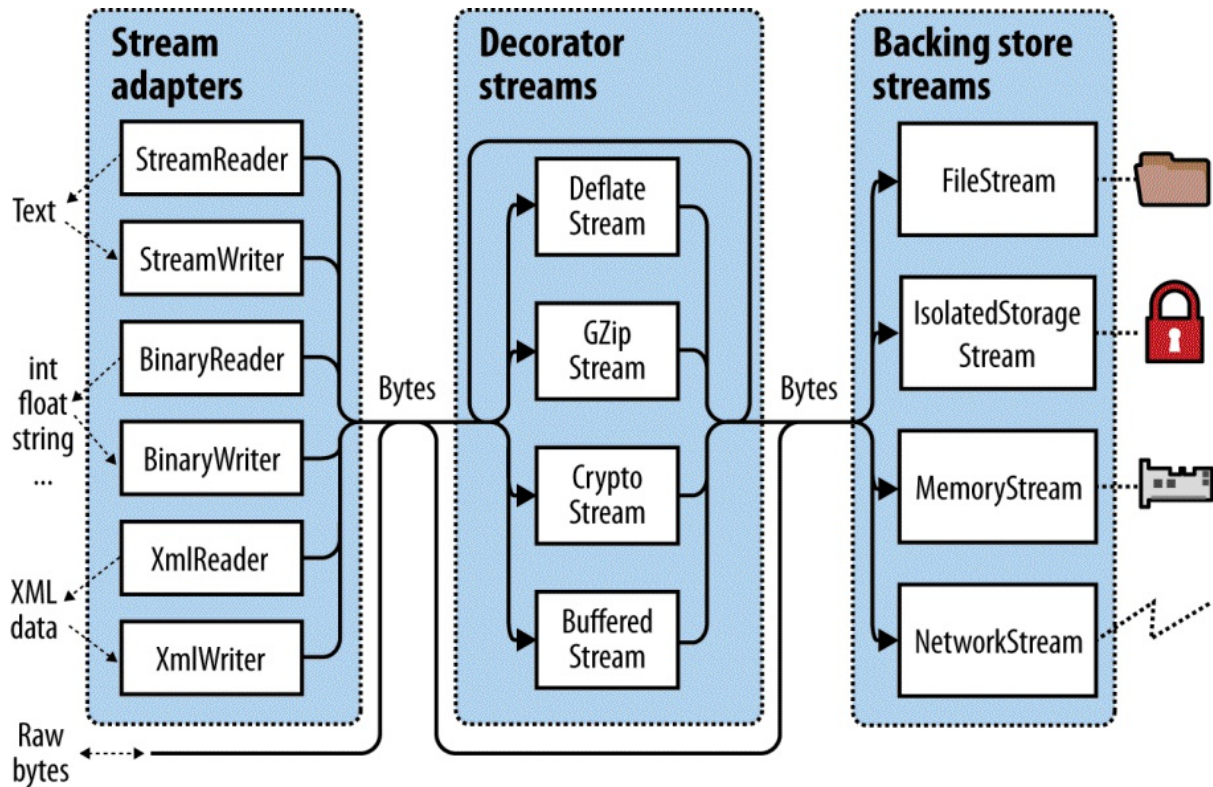 Stream
adapters
StreamReader
StreamWriter
BinaryReader
BinaryWriter
XmlReader
XmlWriter
Text
int
float
string
...
XML
data
Raw
bytes
Bytes
Decorator
streams
Deflate
Stream
GZip
Stream
Crypto
Stream
Buffered
Stream
Bytes
Backing store
streams
FileStream
IsolatedStorage
Stream
MemoryStream
NetworkStream